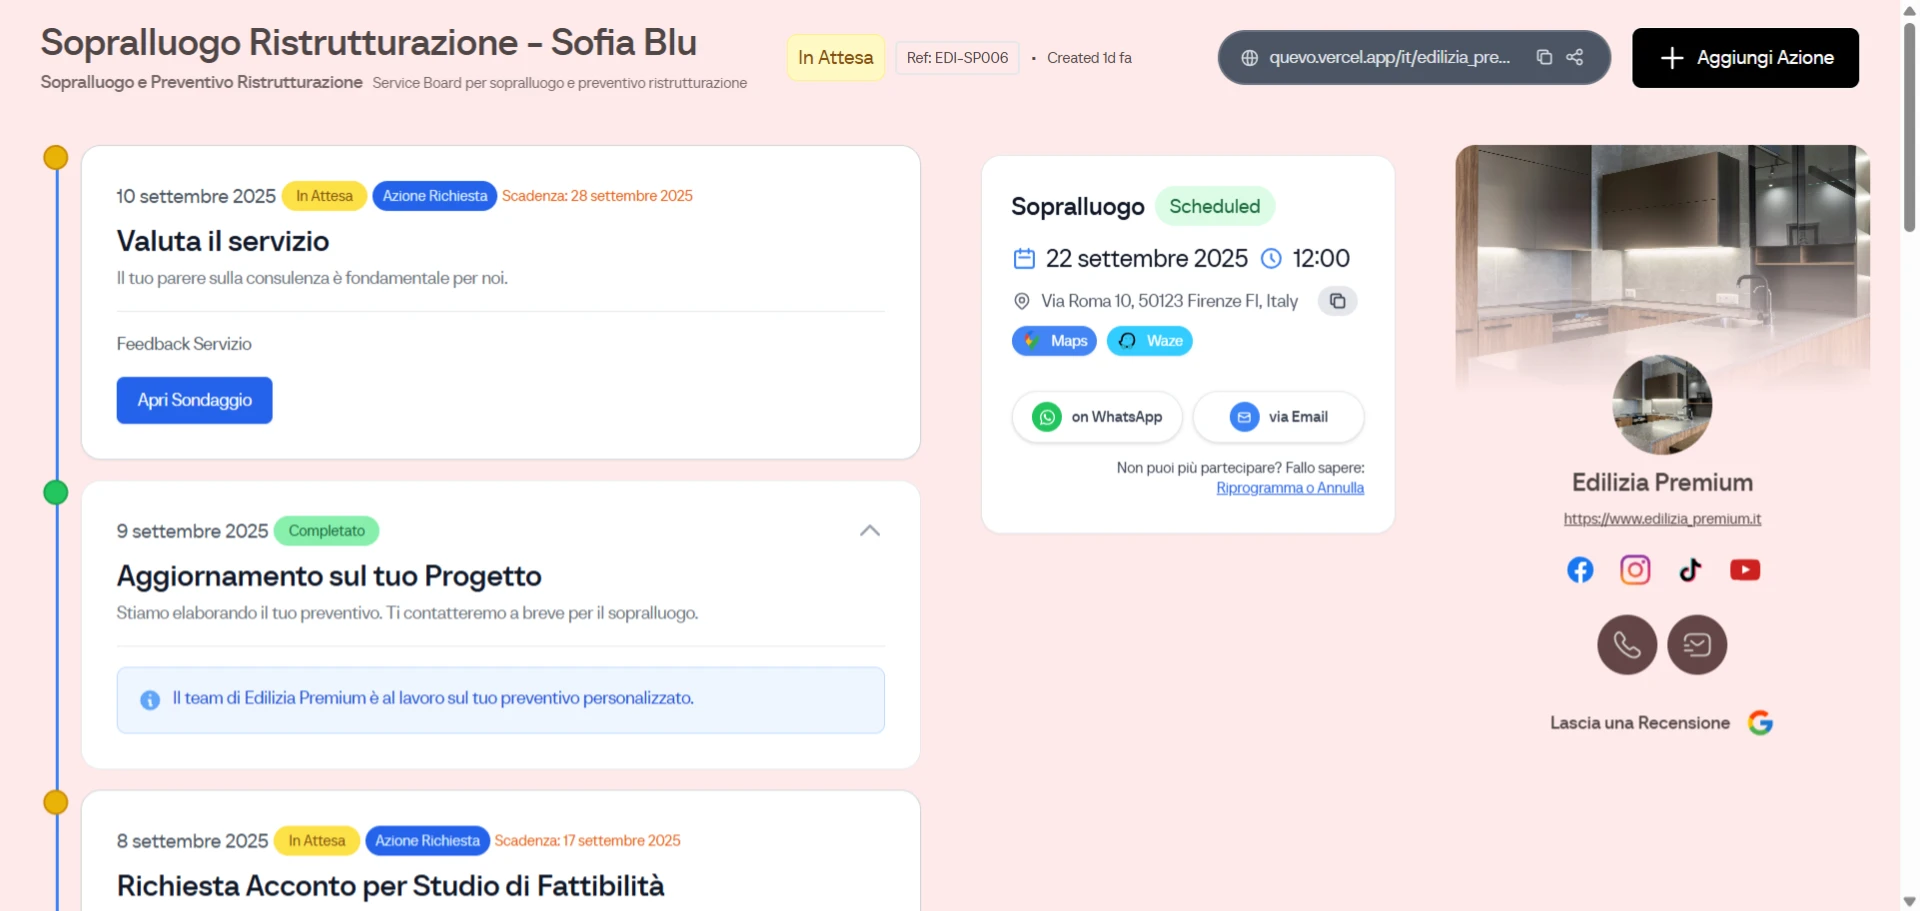 Sopralluogo Ristrutturazione - Sofia Blu
Sopralluogo e Preventivo Ristrutturazione Service Board per sopralluogo e preventivo ristrutturazione
In Attesa
Ref: EDI-SP006
• Created 1d fa
quevo.vercel.app/it/edilizia_pre...
Aggiungi Azione
10 settembre 2025 In Attesa Azione Richiesta Scadenza: 28 settembre 2025
Valuta il servizio
Il tuo parere sulla consulenza è fondamentale per noi.
Feedback Servizio
Apri Sondaggio
9 settembre 2025 Completato
Aggiornamento sul tuo Progetto
Stiamo elaborando il tuo preventivo. Ti contatteremo a breve per il sopralluogo.
Il team di Edilizia Premium è al lavoro sul tuo preventivo personalizzato.
8 settembre 2025 In Attesa Azione Richiesta Scadenza: 17 settembre 2025
Richiesta Acconto per Studio di Fattibilità
Sopralluogo Scheduled
22 settembre 2025 12:00
Via Roma 10, 50123 Firenze FI, Italy
Maps Waze
on WhatsApp via Email
Non puoi più partecipare? Fallo sapere:
Riprogramma o Annulla
Edilizia Premium
https://www.edilizia_premium.it
Lascia una Recensione